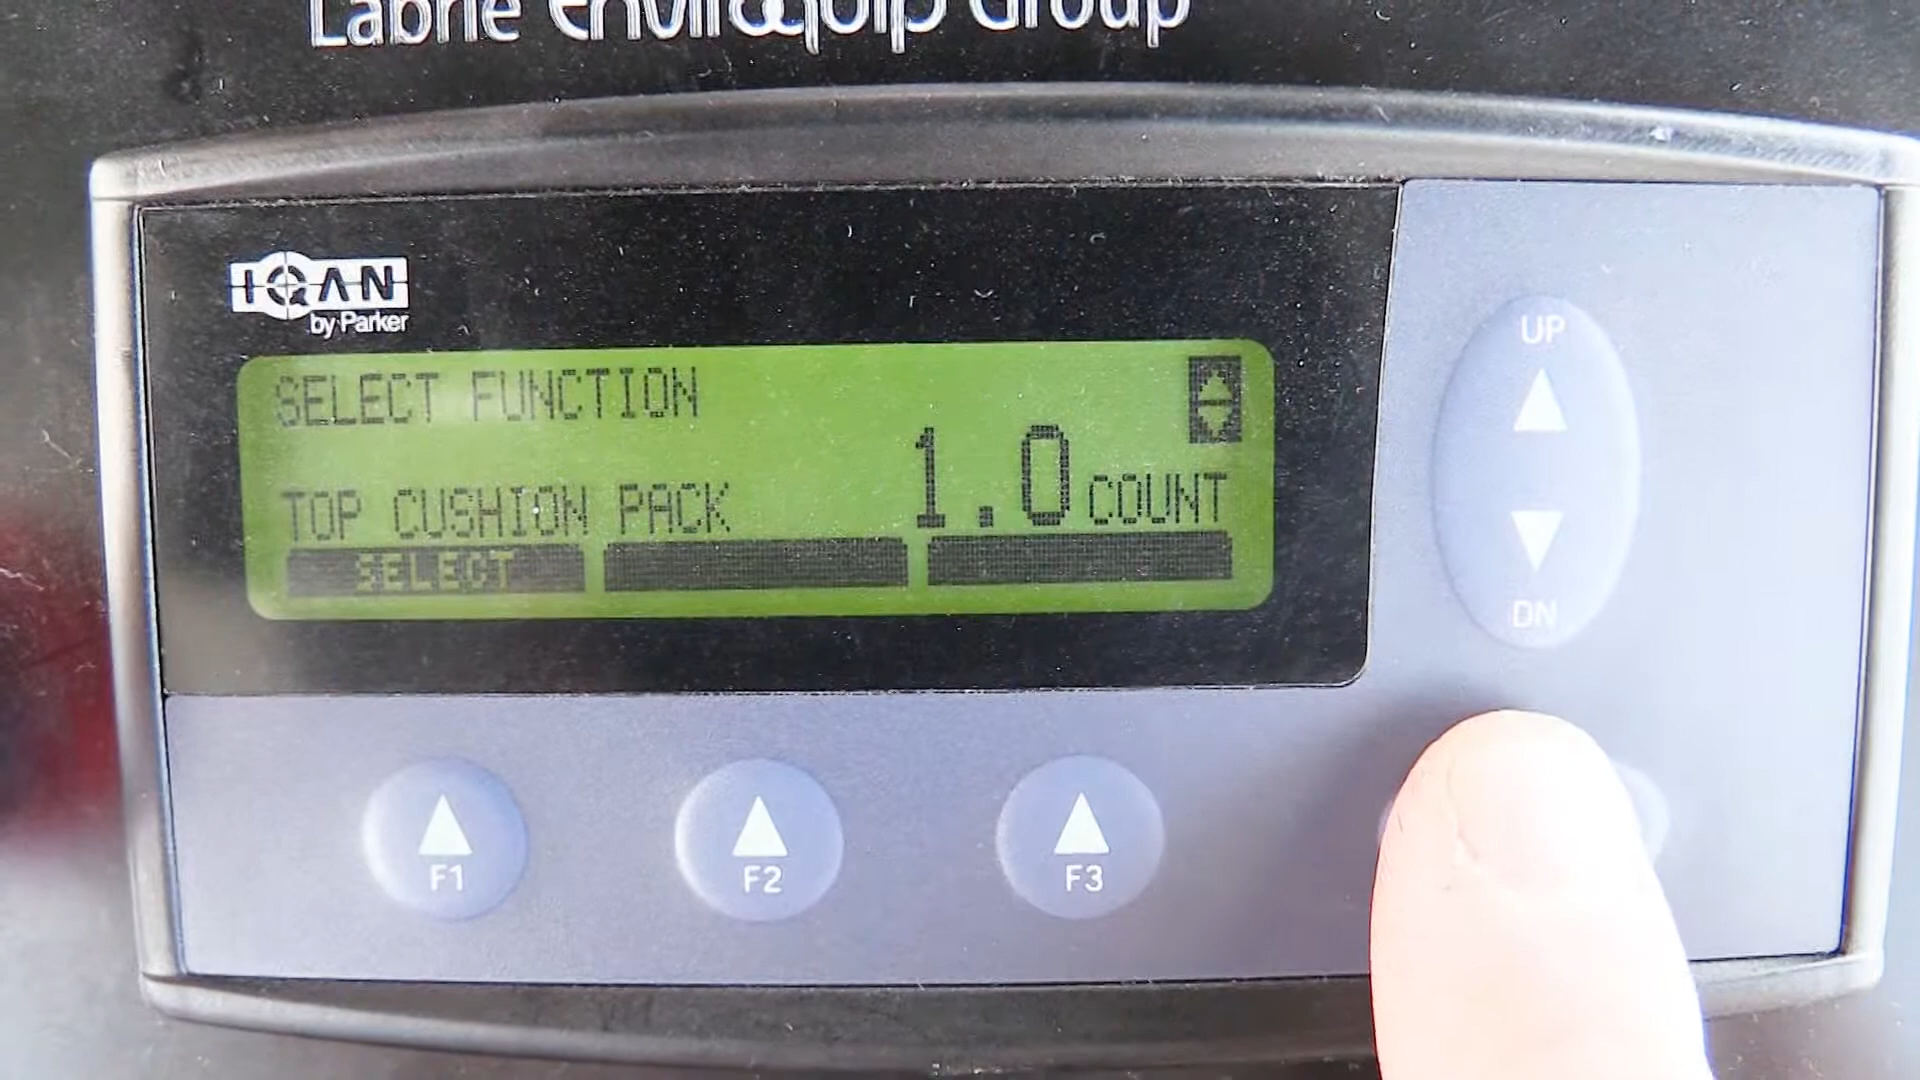 Labrie EnviroQuip Group
IQAN
by Parker
SELECT FUNCTION
TOP CUSHION PACK 1.0 COUNT
SELECT
UP
DN
F1 F2 F3